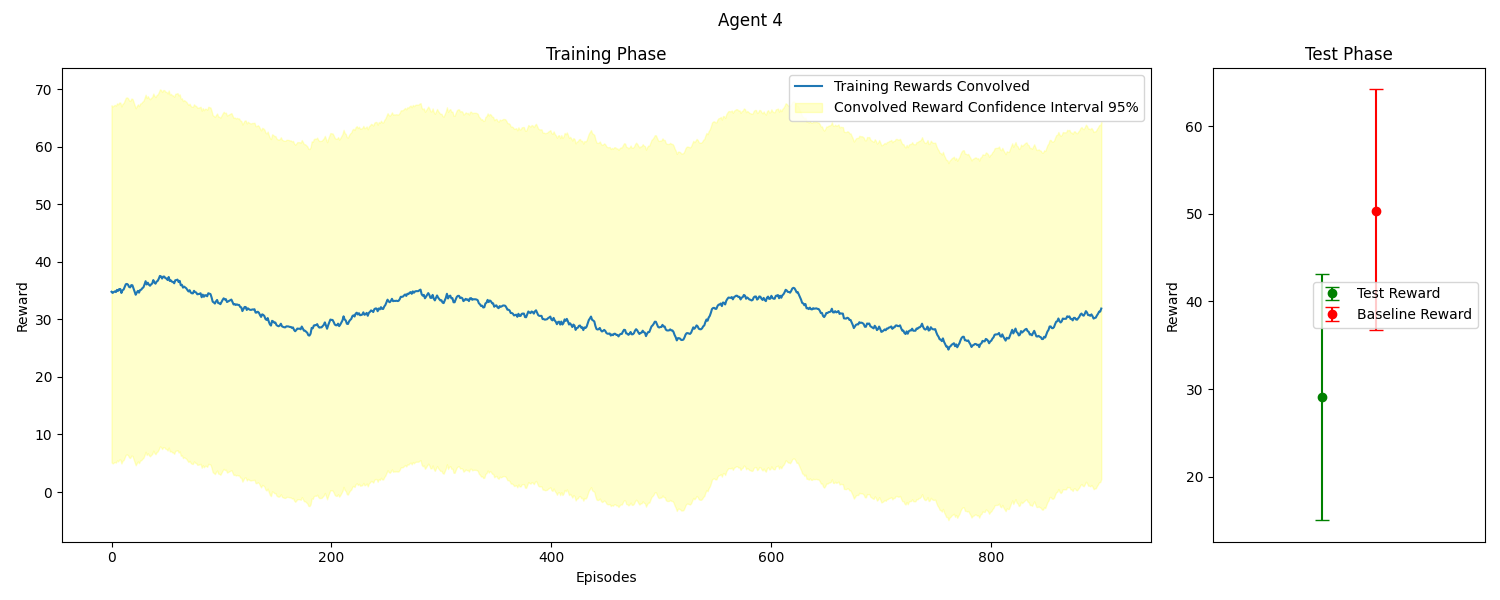 Agent 4
Training Phase
Training Rewards Convolved
Convolved Reward Confidence Interval 95%
Reward
70
60
50
40
30
20
10
0
0 200 400 600 800
Episodes
Test Phase
Reward
60
50
40
30
20
Test Reward
Baseline Reward